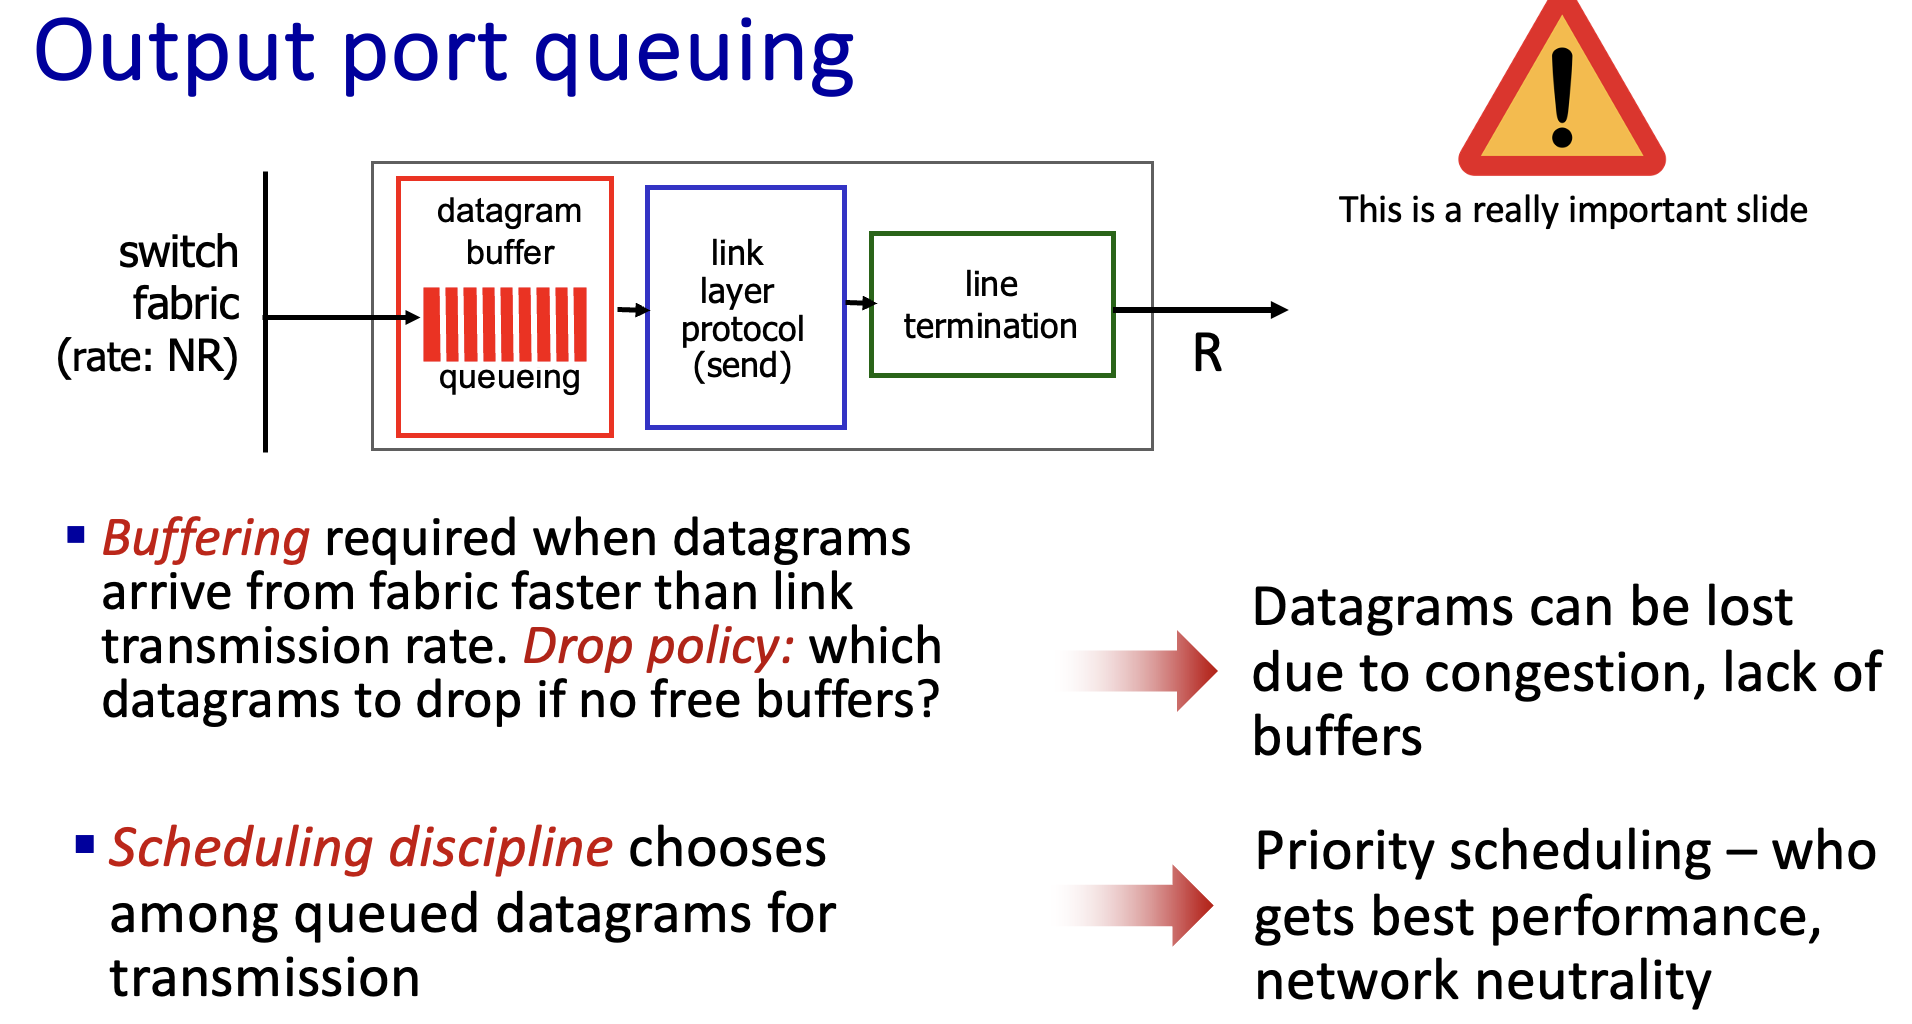 Output port queuing
This is a really important slide
switch
fabric
(rate: NR)
datagram
buffer
queueing
link
layer
protocol
(send)
line
termination
R
Buffering required when datagrams
arrive from fabric faster than link
transmission rate. Drop policy: which
datagrams to drop if no free buffers?
Datagrams can be lost
due to congestion, lack of
buffers
Scheduling discipline chooses
among queued datagrams for
transmission
Priority scheduling – who
gets best performance,
network neutrality